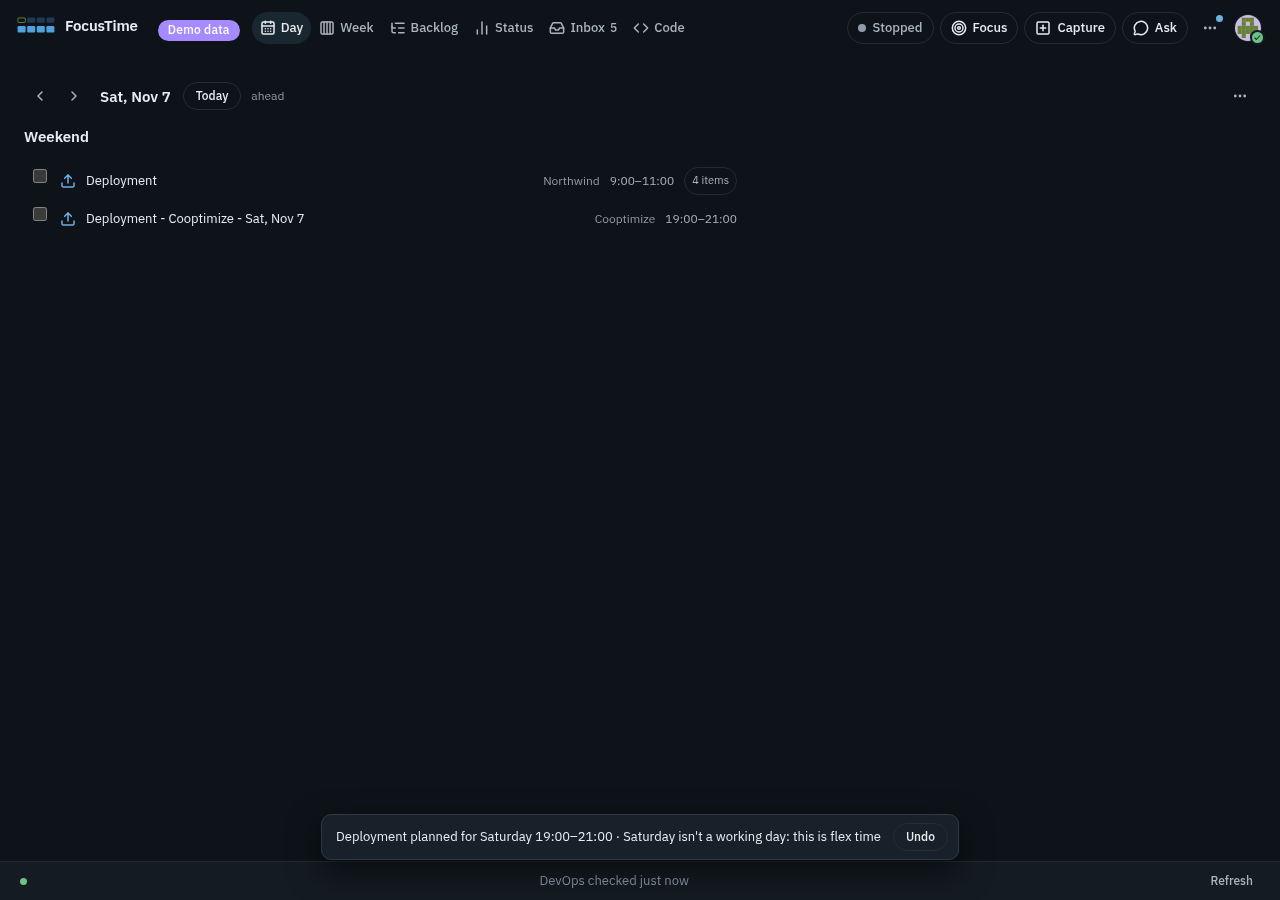 FocusTime
Demo data
Day
Week
Backlog
Status
Inbox 5
Code
Stopped
Focus
Capture
Ask
Sat, Nov 7
Today
ahead
Weekend
Deployment
Northwind 9:00–11:00 4 items
Deployment - Cooptimize - Sat, Nov 7
Cooptimize 19:00–21:00
Deployment planned for Saturday 19:00–21:00 · Saturday isn't a working day: this is flex time
Undo
DevOps checked just now
Refresh